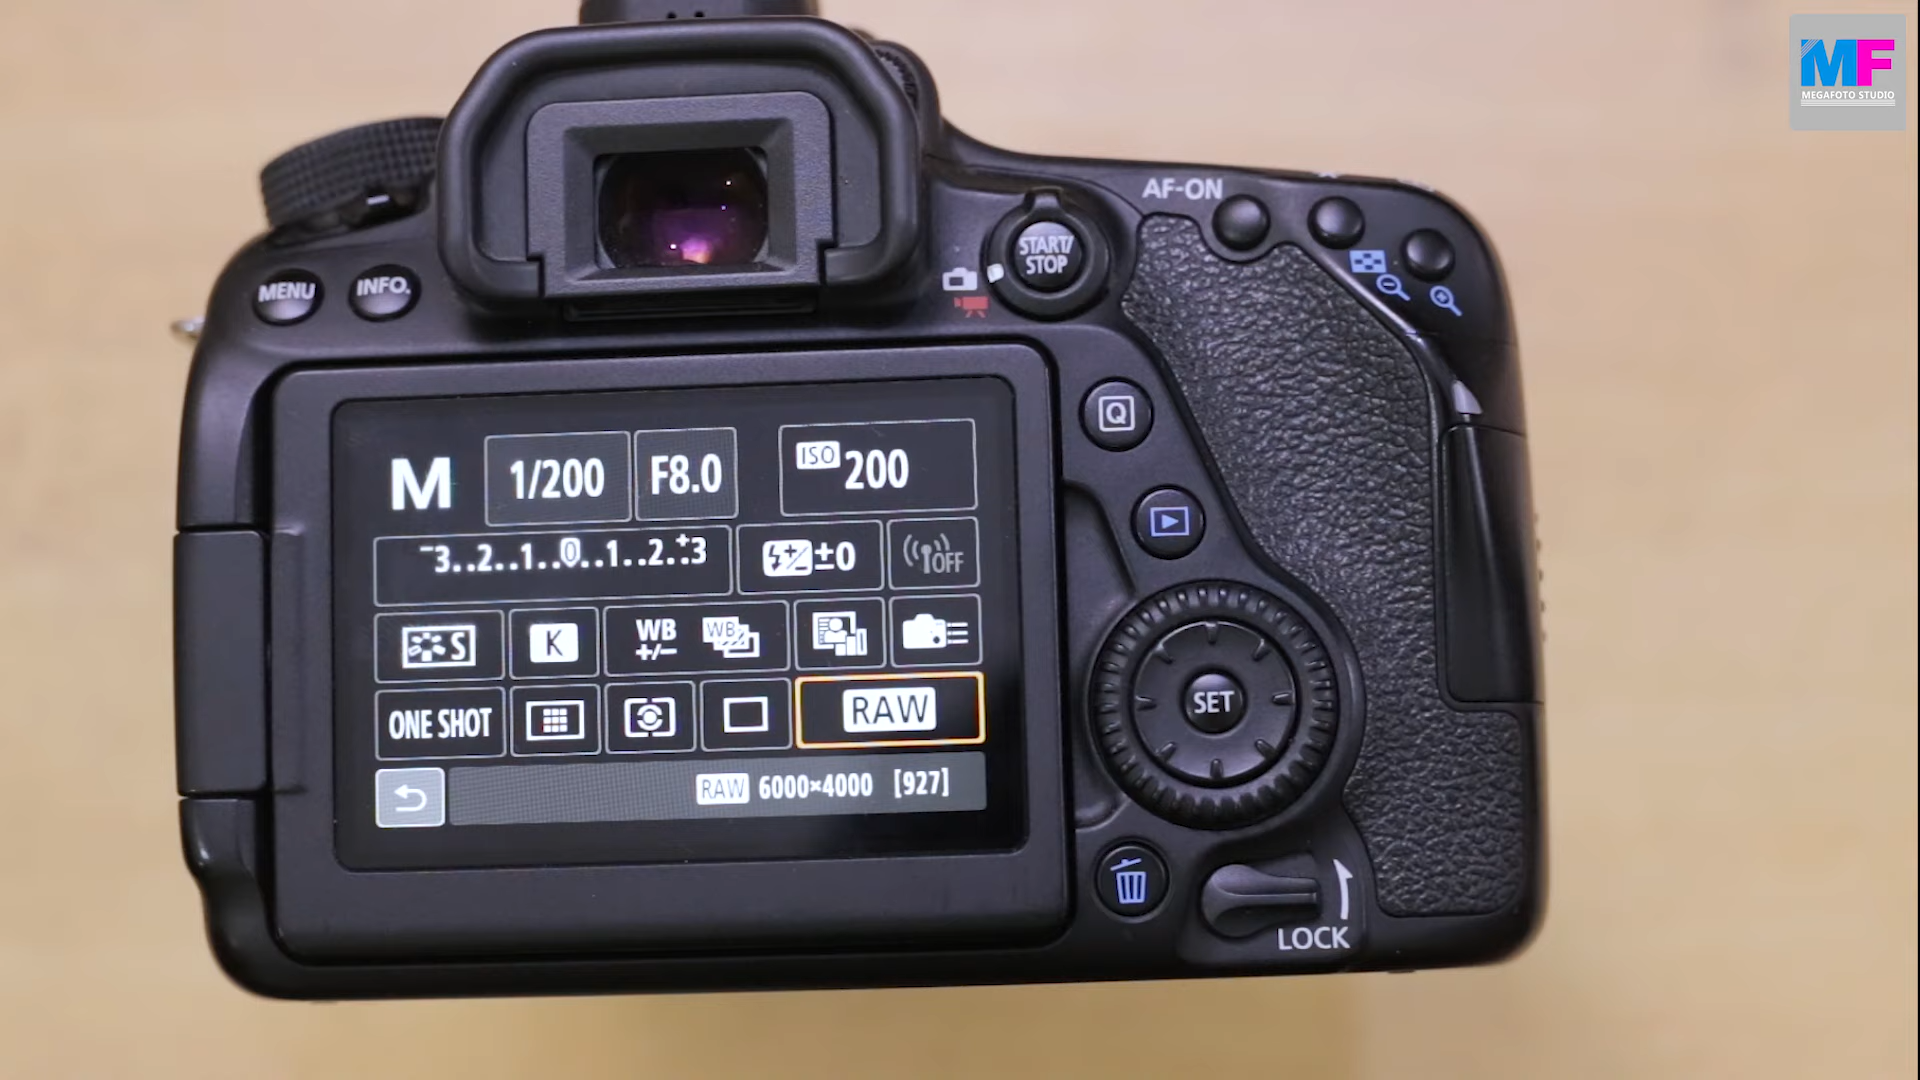 MF
MEGAFOTO STUDIO
AF-ON
START/
STOP
MENU
INFO.
Q
M 1/200 F8.0 ISO 200
-3..2..1..0..1..2..+3 ±0 OFF
S K WB +/- WB
ONE SHOT RAW
RAW 6000×4000 [927]
SET
LOCK